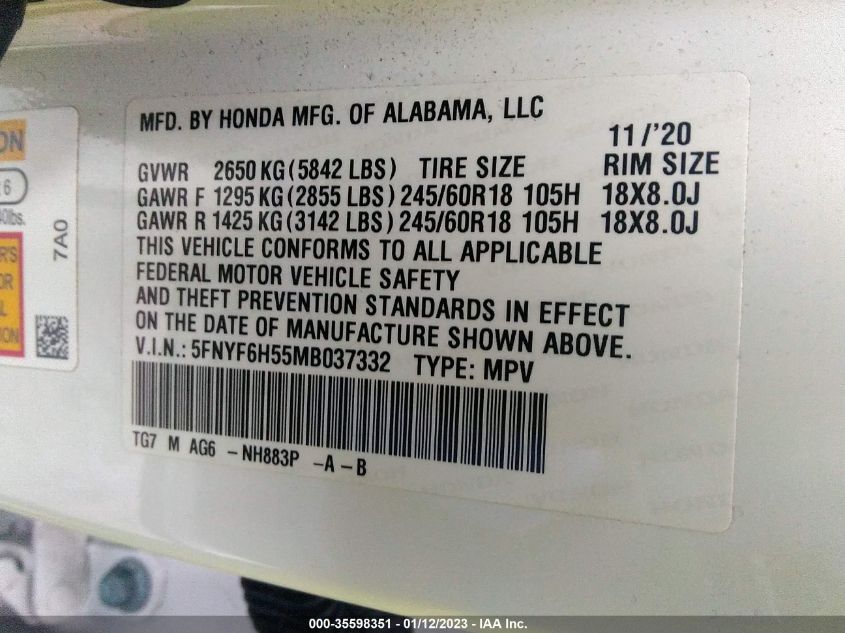 MFD. BY HONDA MFG. OF ALABAMA, LLC
11/'20
GVWR 2650 KG (5842 LBS) TIRE SIZE RIM SIZE
GAWR F 1295 KG (2855 LBS) 245/60R18 105H 18X8.0J
GAWR R 1425 KG (3142 LBS) 245/60R18 105H 18X8.0J
THIS VEHICLE CONFORMS TO ALL APPLICABLE
FEDERAL MOTOR VEHICLE SAFETY
AND THEFT PREVENTION STANDARDS IN EFFECT
ON THE DATE OF MANUFACTURE SHOWN ABOVE.
V.I.N.: 5FNYF6H55MB037332 TYPE: MPV
TG7 M AG6 -NH883P -A-B
7A0
000-35598351 - 01/12/2023 - IAA Inc.